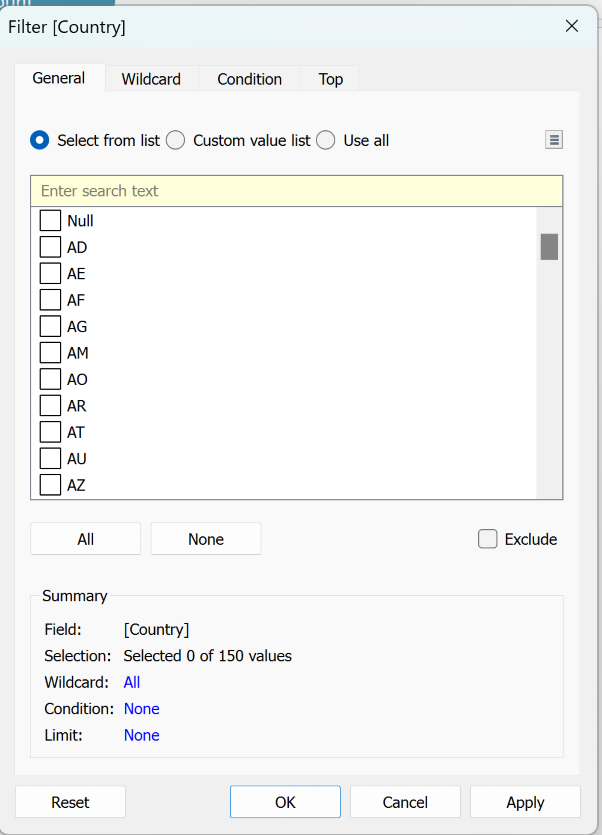 Filter [Country]
General Wildcard Condition Top
Select from list Custom value list Use all
Enter search text
Null
AD
AE
AF
AG
AM
AO
AR
AT
AU
AZ
All None Exclude
Summary
Field: [Country]
Selection: Selected 0 of 150 values
Wildcard: All
Condition: None
Limit: None
Reset OK Cancel Apply